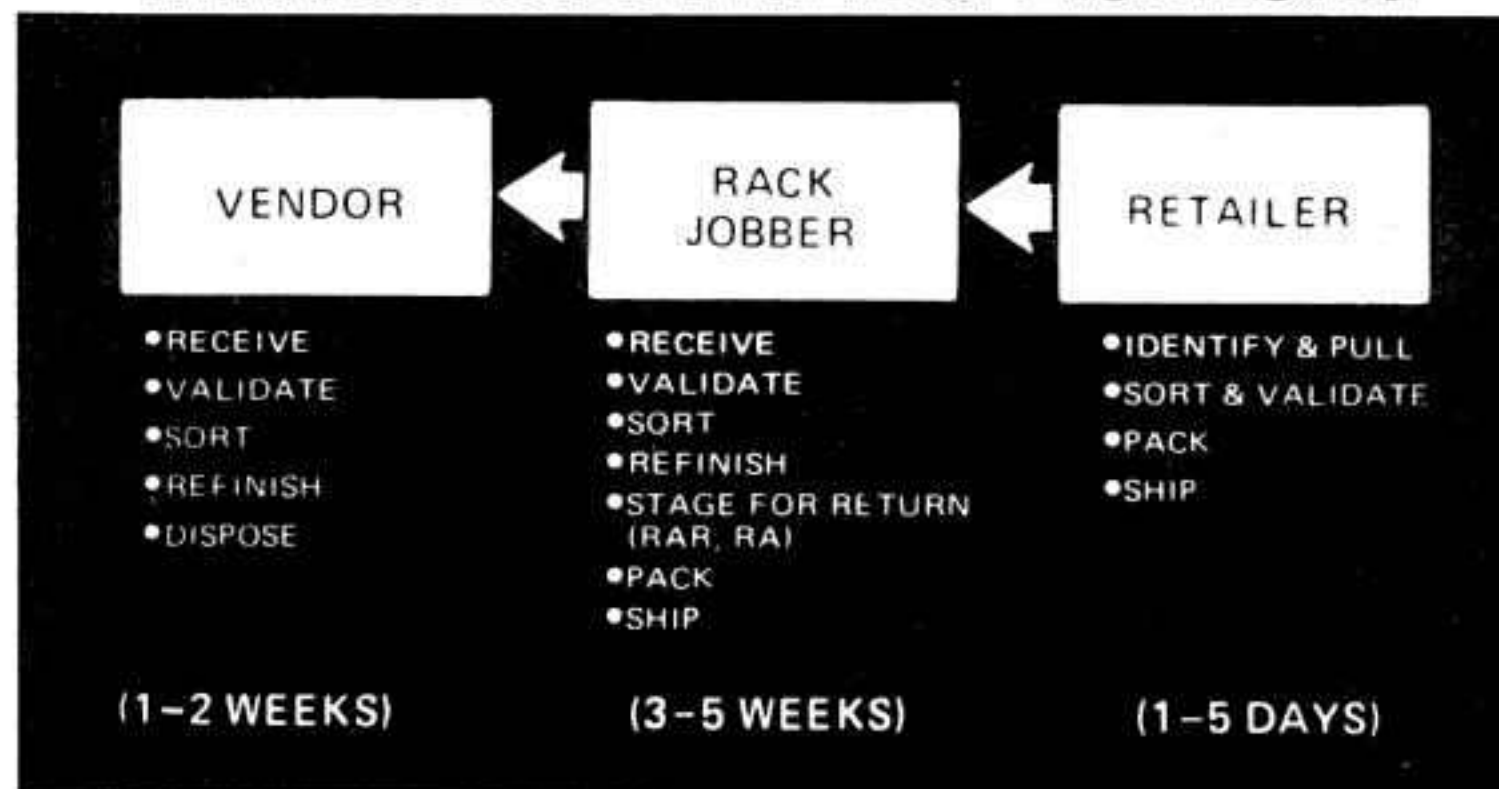 VENDOR
RACK
JOBBER
RETAILER
•RECEIVE
•VALIDATE
•SORT
•REFINISH
•DISPOSE
(1–2 WEEKS)
•RECEIVE
•VALIDATE
•SORT
•REFINISH
•STAGE FOR RETURN
(RAR, RA)
•PACK
•SHIP
(3–5 WEEKS)
•IDENTIFY & PULL
•SORT & VALIDATE
•PACK
•SHIP
(1–5 DAYS)